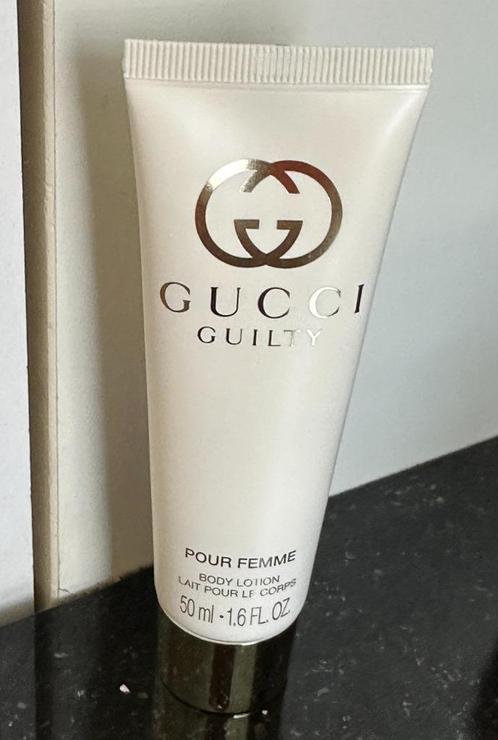 GUCCI
GUILTY
POUR FEMME
BODY LOTION
LAIT POUR LE CORPS
50 ml · 1.6 FL. OZ.